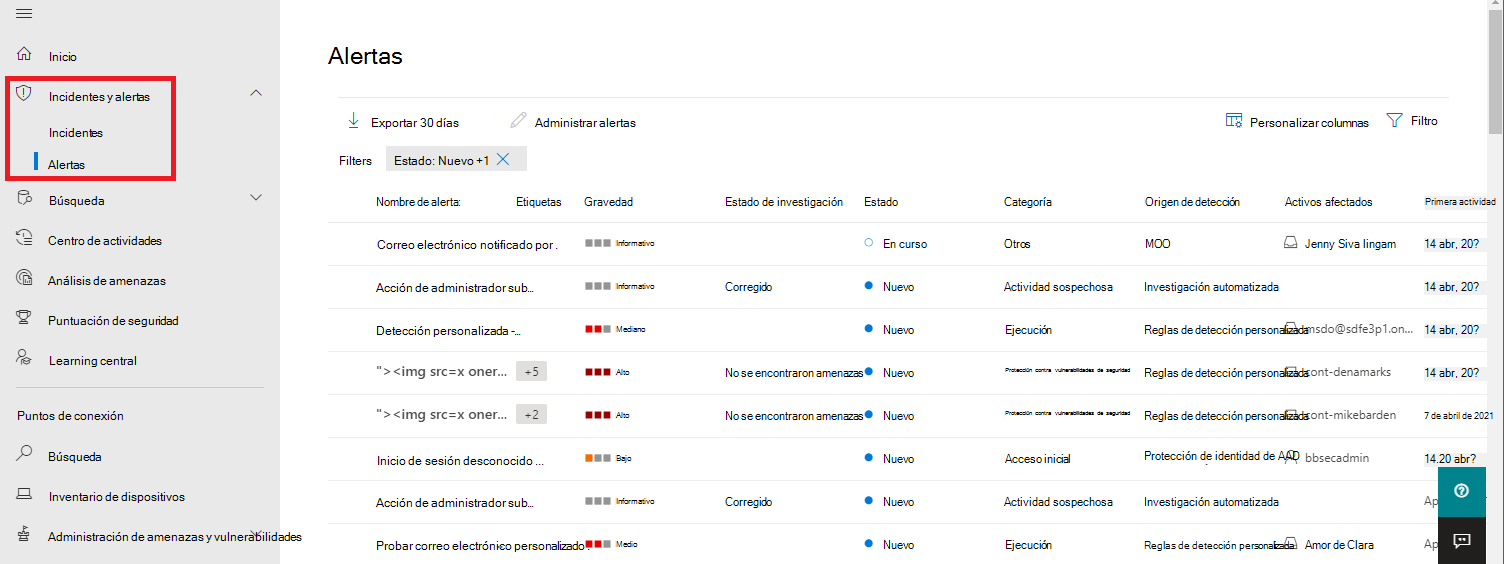 Inicio
Incidentes y alertas
Incidentes
Alertas
Búsqueda
Centro de actividades
Análisis de amenazas
Puntuación de seguridad
Learning central
Puntos de conexión
Búsqueda
Inventario de dispositivos
Administración de amenazas y vulnerabilidades
Alertas
Exportar 30 días
Administrar alertas
Personalizar columnas
Filtro
Filters
Estado: Nuevo +1
Nombre de alerta: Etiquetas Gravedad Estado de investigación Estado Categoría Origen de detección Activos afectados Primera actividad
Correo electrónico notificado por . Informativo En curso Otros MOO Jenny Siva lingam 14 abr, 20?
Acción de administrador sub... Informativo Corregido Nuevo Actividad sospechosa Investigación automatizada 14 abr, 20?
Detección personalizada -... Mediano Nuevo Ejecución Reglas de detección personalizada msdo@sdfe3p1.on... 14 abr, 20?
"><img src=x oner... +5 Alto No se encontraron amenazas Nuevo Protección contra vulnerabilidades de seguridad Reglas de detección personalizada cont-denamarks 14 abr, 20?
"><img src=x oner... +2 Alto No se encontraron amenazas Nuevo Protección contra vulnerabilidades de seguridad Reglas de detección personalizada cont-mikebarden 7 de abril de 2021
Inicio de sesión desconocido ... Bajo Nuevo Acceso inicial Protección de identidad de AAD bbsecadmin 14.20 abr?
Acción de administrador sub... Informativo Corregido Nuevo Actividad sospechosa Investigación automatizada Ap
Probar correo electrónico personalizado Medio Nuevo Ejecución Reglas de detección personalizada Amor de Clara Ap